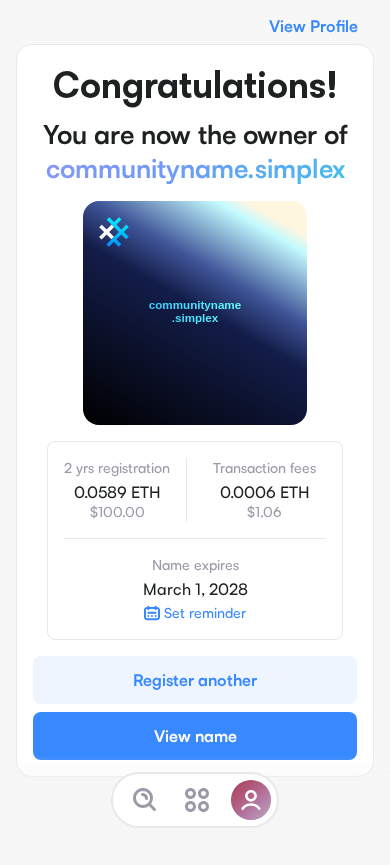 View Profile
Congratulations!
You are now the owner of
communityname.simplex
communityname
.simplex
2 yrs registration
0.0589 ETH
$100.00
Transaction fees
0.0006 ETH
$1.06
Name expires
March 1, 2028
Set reminder
Register another
View name